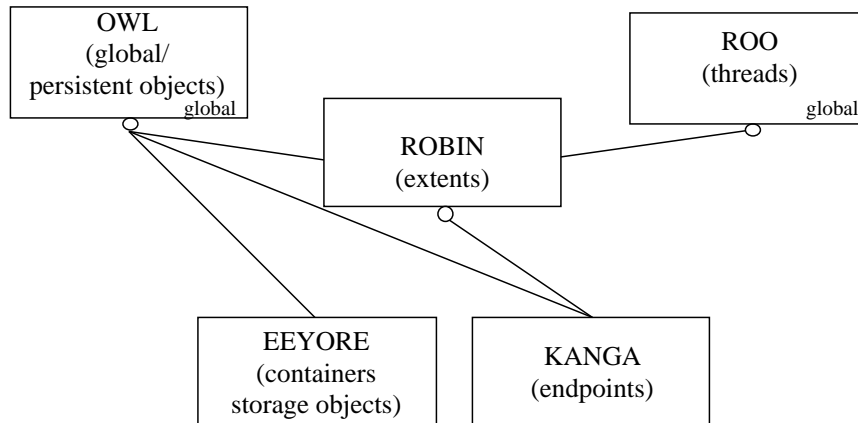 OWL
(global/
persistent objects)
global
ROO
(threads)
global
ROBIN
(extents)
EEYORE
(containers
storage objects)
KANGA
(endpoints)